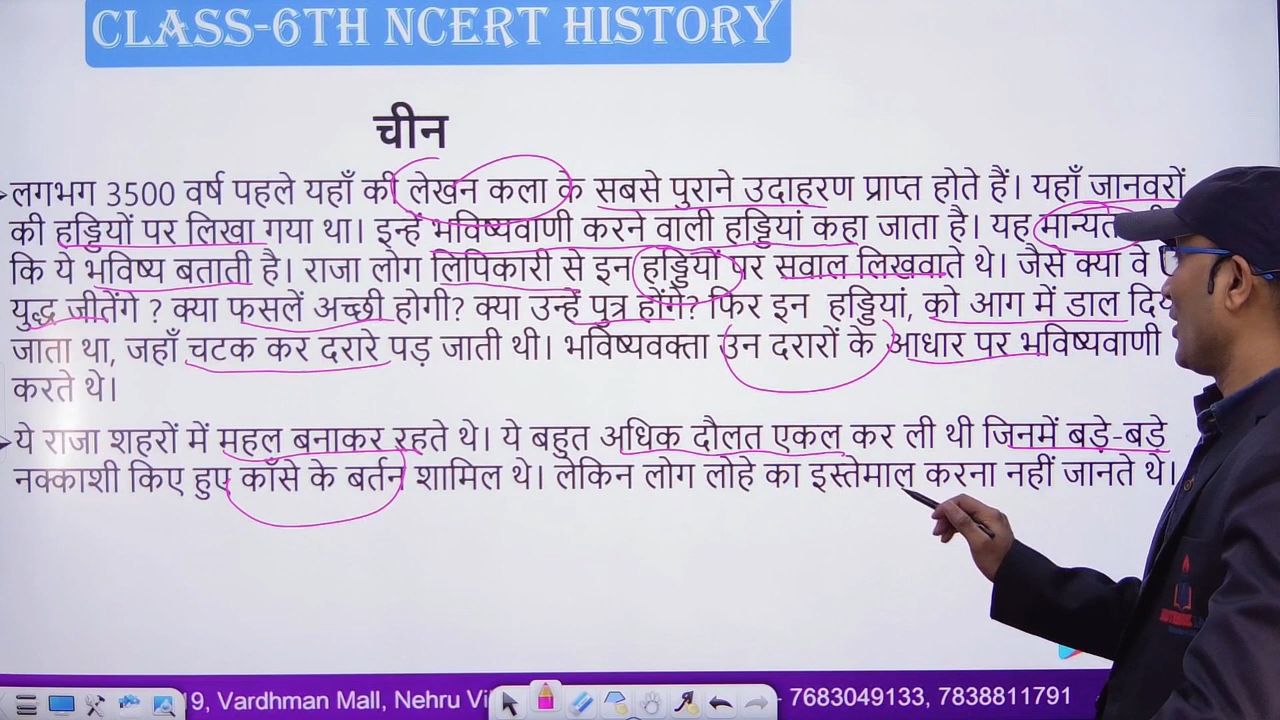 CLASS-6TH NCERT HISTORY
चीन
लगभग 3500 वर्ष पहले यहाँ की लेखन कला के सबसे पुराने उदाहरण प्राप्त होते हैं। यहाँ जानवरों
की हड्डियों पर लिखा गया था। इन्हें भविष्यवाणी करने वाली हड्डियां कहा जाता है। यह
कि ये भविष्य बताती है। राजा लोग लिपिकारी से इन हड्डियों पर सवाल लिखवाते थे। जैसे क्या वे
युद्ध जीतेंगे ? क्या फसलें अच्छी होगी? क्या उन्हें पुत्र होंगे? फिर इन हड्डियां, को आग में डाल
जाता था, जहाँ चटक कर दरारे पड़ जाती थी। भविष्यवक्ता उन दरारों के आधार पर भविष्यवाणी
करते थे।
ये राजा शहरों में महल बनाकर रहते थे। ये बहुत अधिक दौलत एकल कर ली थी जिनमें बड़े-बड़े
नक्काशी किए हुए काँसे के बर्तन शामिल थे। लेकिन लोग लोहे का इस्तेमाल करना नहीं जानते थे।
19, Vardhman Mall, Nehru 7683049133, 7838811791